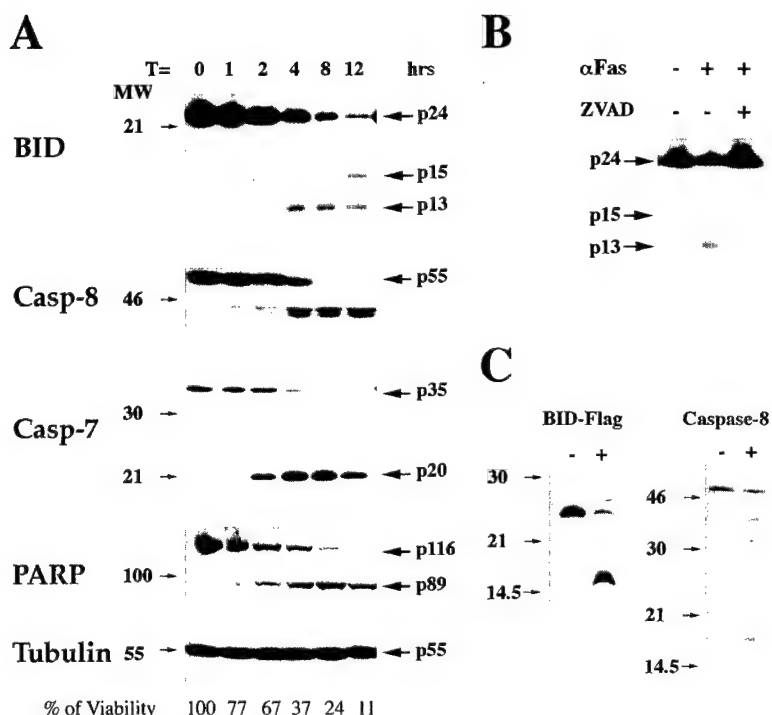 A
T= 0 1 2 4 8 12 hrs
MW
21
BID
p24
p15
p13
Casp-8
46
p55
Casp-7
30
21
p35
p20
PARP
100
p116
p89
Tubulin
55
p55
% of Viability 100 77 67 37 24 11
B
αFas - + +
ZVAD - - +
p24
p15
p13
C
BID-Flag
- +
30
21
14.5
Caspase-8
- +
46
30
21
14.5